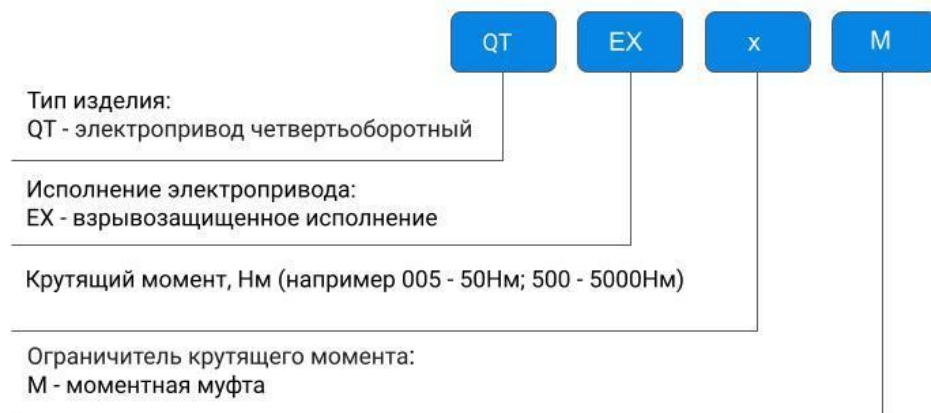 QT EX x M
Тип изделия:
QT - электропривод четвертьоборотный
Исполнение электропривода:
EX - взрывозащищенное исполнение
Крутящий момент, Нм (например 005 - 50Нм; 500 - 5000Нм)
Ограничитель крутящего момента:
М - моментная муфта